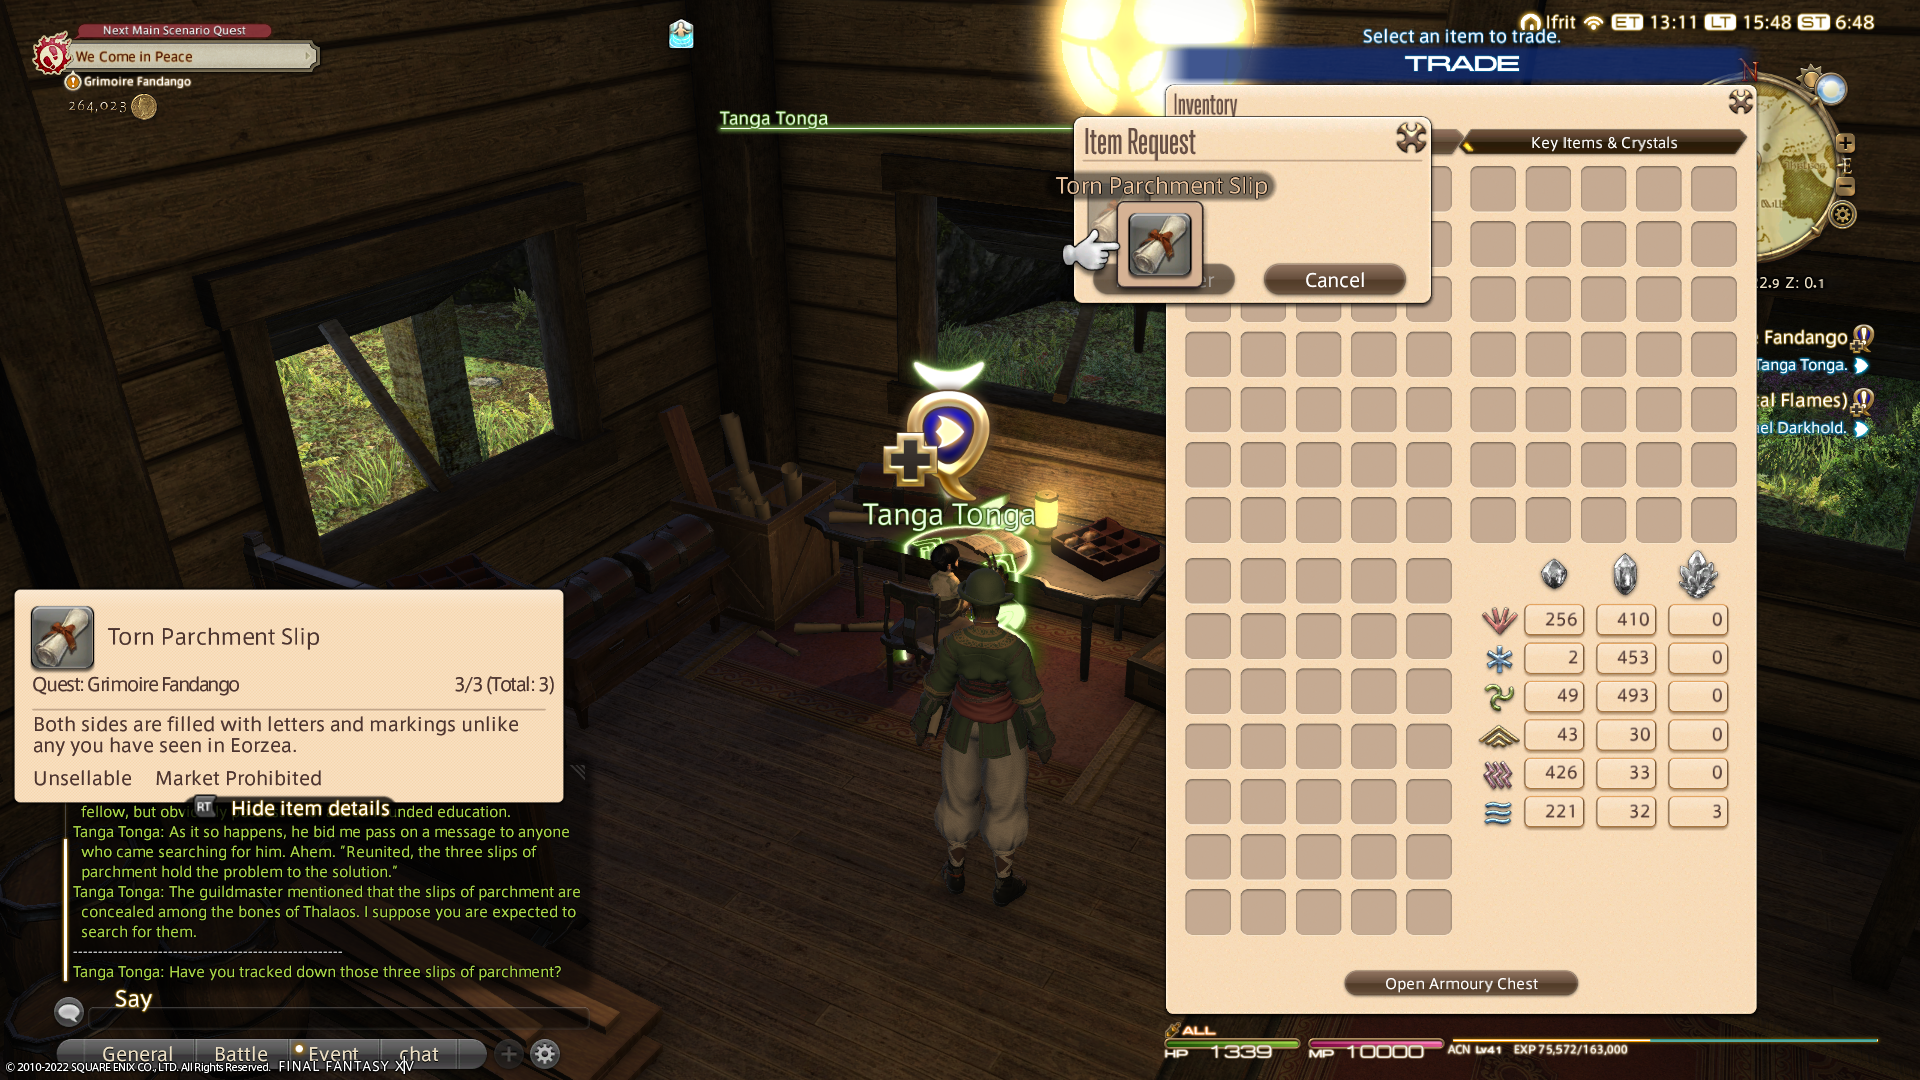 Next Main Scenario Quest
We Come in Peace
Grimoire Fandango
264,023
Ifrit ET 13:11 LT 15:48 ST 6:48
Select an item to trade.
TRADE
N
Tanga Tonga
Inventory
Item Request
Key Items & Crystals
Torn Parchment Slip
E
er
Cancel
2.9 Z: 0.1
Fandango
Tanga Tonga.
al Flames)
el Darkhold.
Tanga Tonga
Torn Parchment Slip
Quest: Grimoire Fandango 3/3 (Total: 3)
Both sides are filled with letters and markings unlike
any you have seen in Eorzea.
Unsellable Market Prohibited
RT Hide item details
256 410 0
2 453 0
49 493 0
43 30 0
426 33 0
221 32 3
fellow, but nded education.
Tanga Tonga: As it so happens, he bid me pass on a message to anyone
who came searching for him. Ahem. "Reunited, the three slips of
parchment hold the problem to the solution."
Tanga Tonga: The guildmaster mentioned that the slips of parchment are
concealed among the bones of Thalaos. I suppose you are expected to
search for them.
------------------------------------------------------
Tanga Tonga: Have you tracked down those three slips of parchment?
Say
Open Armoury Chest
General Battle Event chat
ALL
HP 1339 MP 10000 ACN Lv41 EXP 75,572/163,000
© 2010-2022 SQUARE ENIX CO., LTD. All Rights Reserved. FINAL FANTASY XIV